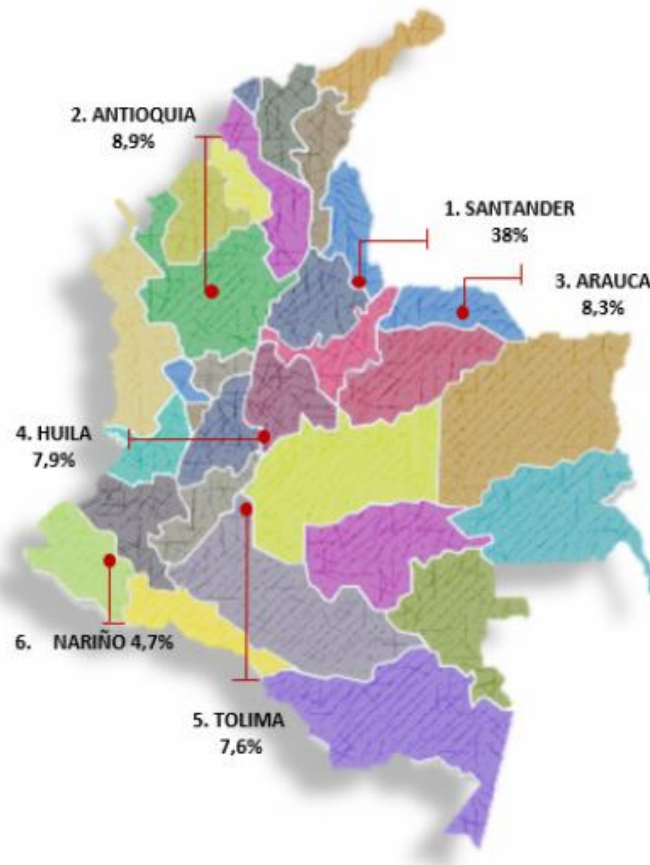 2. ANTIOQUIA
8,9%
1. SANTANDER
38%
3. ARAUCA
8,3%
4. HUILA
7,9%
6. NARIÑO 4,7%
5. TOLIMA
7,6%